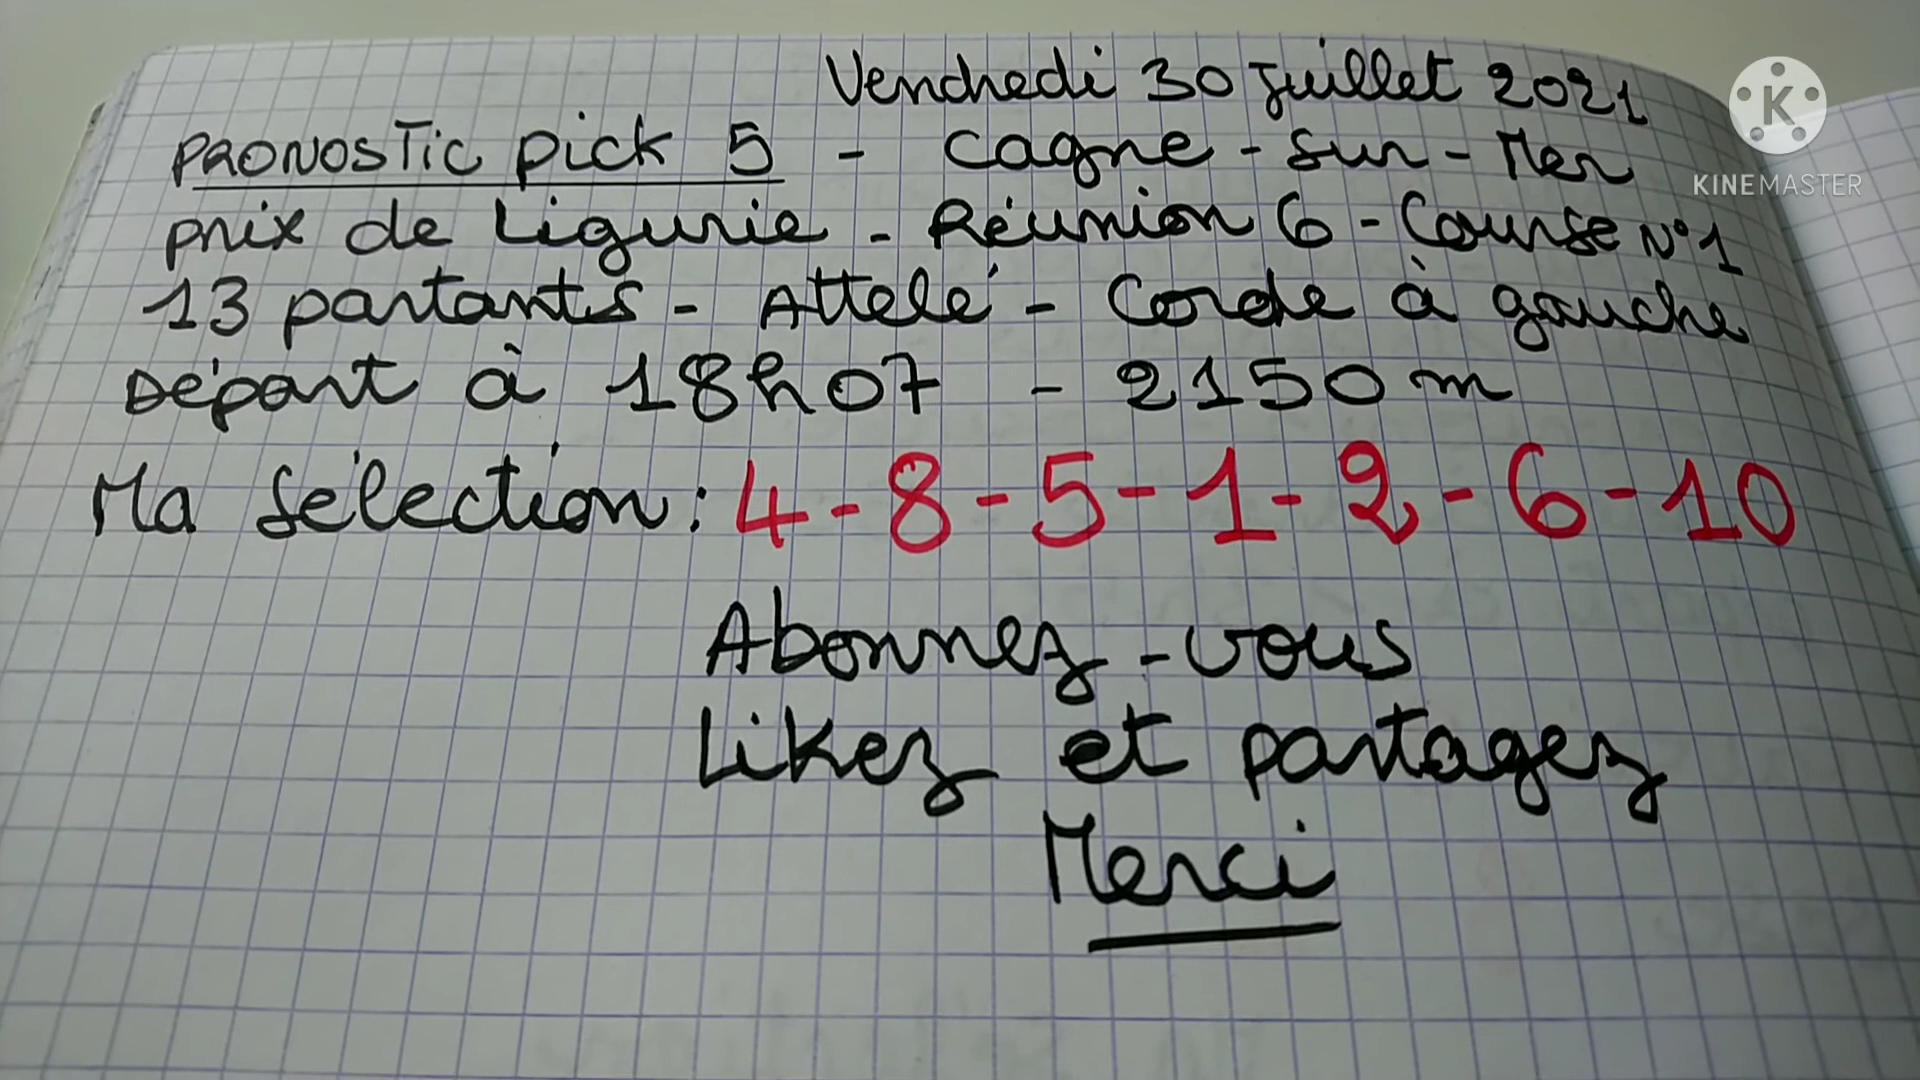 Vendredi 30 Juillet 2021
PRONOSTIC PICK 5 - Cagne-sur-Mer
prix de Ligurie - Réunion 6 - Course N°1
13 partants - Attelé - Corde à gauche
Départ à 18h07 - 2150 m
Ma Sélection: 4-8-5-1-2-6-10
Abonnez-vous
Likez et partagez
Merci
K
KINEMASTER